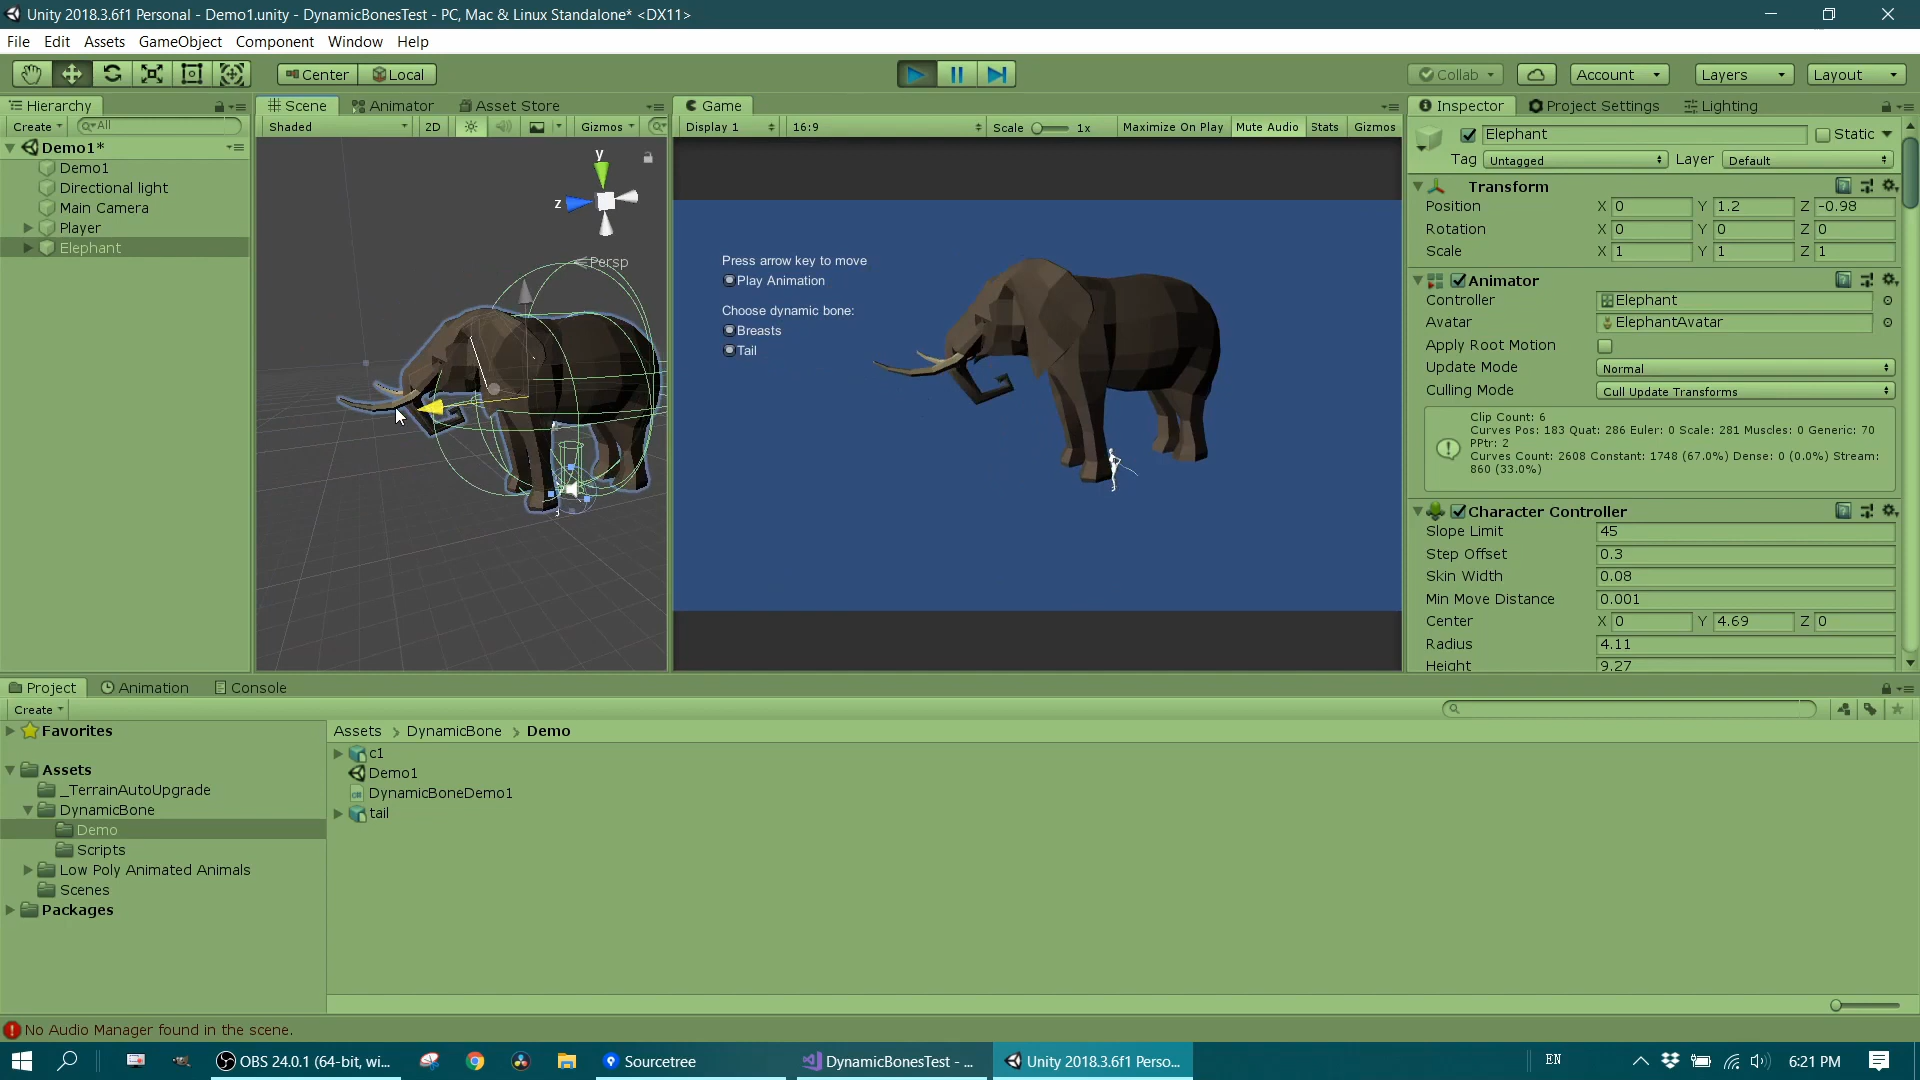 Unity 2018.3.6f1 Personal - Demo1.unity - DynamicBonesTest - PC, Mac & Linux Standalone* <DX11>
File Edit Assets GameObject Component Window Help
Center Local Collab Account Layers Layout
Hierarchy
Create All
Demo1*
Demo1
Directional light
Main Camera
Player
Elephant
Scene Animator Asset Store
Shaded 2D Gizmos
y
z
Persp
Game
Display 1 16:9 Scale 1x Maximize On Play Mute Audio Stats Gizmos
Press arrow key to move
Play Animation
Choose dynamic bone:
Breasts
Tail
Inspector Project Settings Lighting
Elephant Static
Tag Untagged Layer Default
Transform
Position X 0 Y 1.2 Z -0.98
Rotation X 0 Y 0 Z 0
Scale X 1 Y 1 Z 1
Animator
Controller Elephant
Avatar ElephantAvatar
Apply Root Motion
Update Mode Normal
Culling Mode Cull Update Transforms
Clip Count: 6
Curves Pos: 183 Quat: 286 Euler: 0 Scale: 281 Muscles: 0 Generic: 70
PPtr: 2
Curves Count: 2608 Constant: 1748 (67.0%) Dense: 0 (0.0%) Stream:
860 (33.0%)
Character Controller
Slope Limit 45
Step Offset 0.3
Skin Width 0.08
Min Move Distance 0.001
Center X 0 Y 4.69 Z 0
Radius 4.11
Height 9.27
Project Animation Console
Create
Favorites
Assets
_TerrainAutoUpgrade
DynamicBone
Demo
Scripts
Low Poly Animated Animals
Scenes
Packages
Assets DynamicBone Demo
c1
Demo1
DynamicBoneDemo1
tail
No Audio Manager found in the scene.
OBS 24.0.1 (64-bit, wi... Sourcetree DynamicBonesTest - ... Unity 2018.3.6f1 Perso... EN 6:21 PM